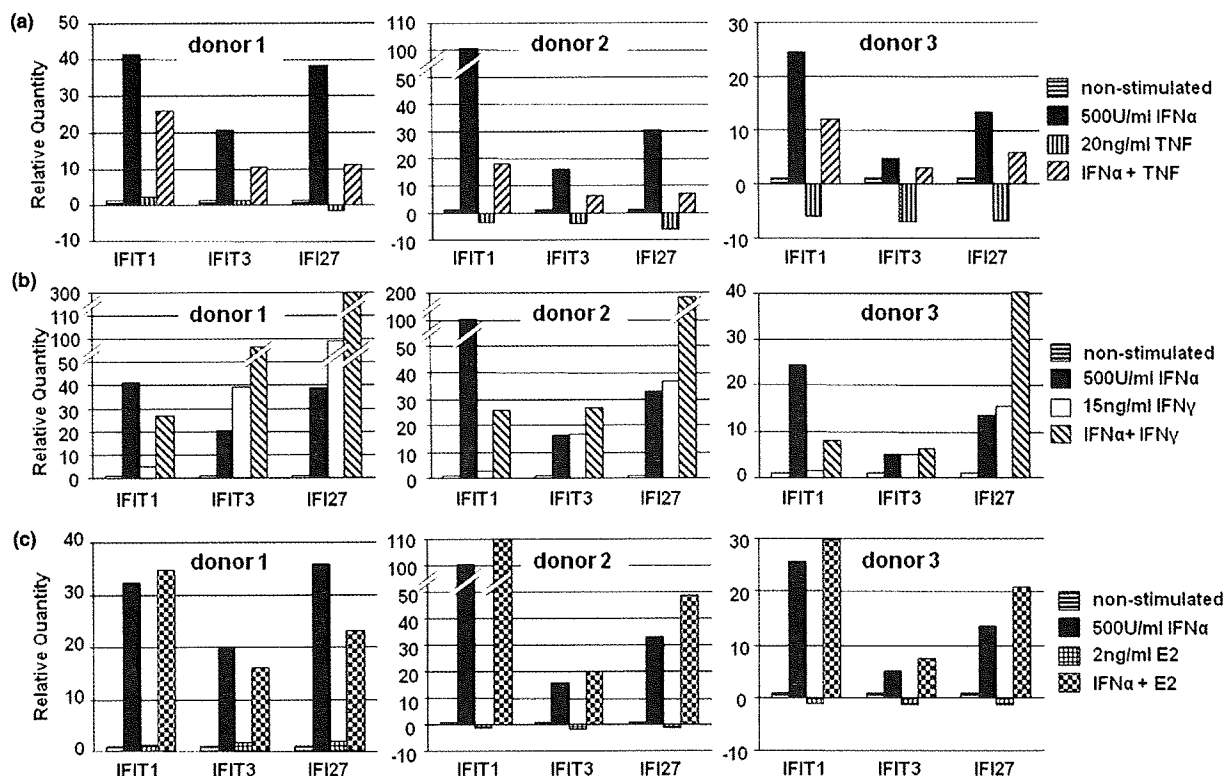 (a)
Relative Quantity
50
40
30
20
10
0
-10
donor 1
IFIT1 IFIT3 IFI27
110
100
50
40
30
20
10
0
-10
donor 2
IFIT1 IFIT3 IFI27
30
20
10
0
-10
donor 3
IFIT1 IFIT3 IFI27
non-stimulated
500U/ml IFNα
20ng/ml TNF
IFNα + TNF
(b)
Relative Quantity
300
110
100
50
40
30
20
10
0
donor 1
IFIT1 IFIT3 IFI27
200
100
50
40
30
20
10
0
donor 2
IFIT1 IFIT3 IFI27
40
30
20
10
0
donor 3
IFIT1 IFIT3 IFI27
non-stimulated
500U/ml IFNα
15ng/ml IFNγ
IFNα+ IFNγ
(c)
Relative Quantity
40
30
20
10
0
donor 1
IFIT1 IFIT3 IFI27
110
100
50
40
30
20
10
0
-10
donor 2
IFIT1 IFIT3 IFI27
30
20
10
0
-10
donor 3
IFIT1 IFIT3 IFI27
non-stimulated
500U/ml IFNα
2ng/ml E2
IFNα + E2